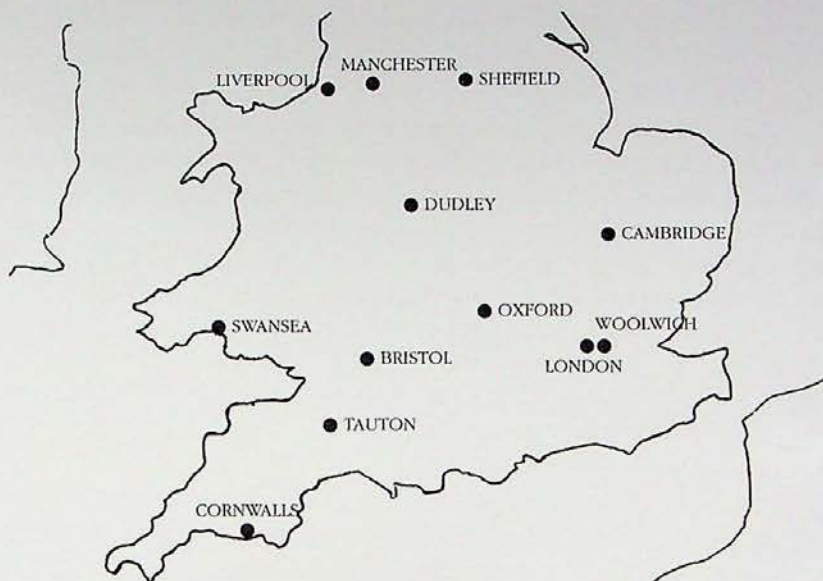 MANCHESTER
LIVERPOOL
SHEFIELD
DUDLEY
CAMBRIDGE
OXFORD
SWANSEA
WOOLWICH
BRISTOL
LONDON
TAUTON
CORNWALLS